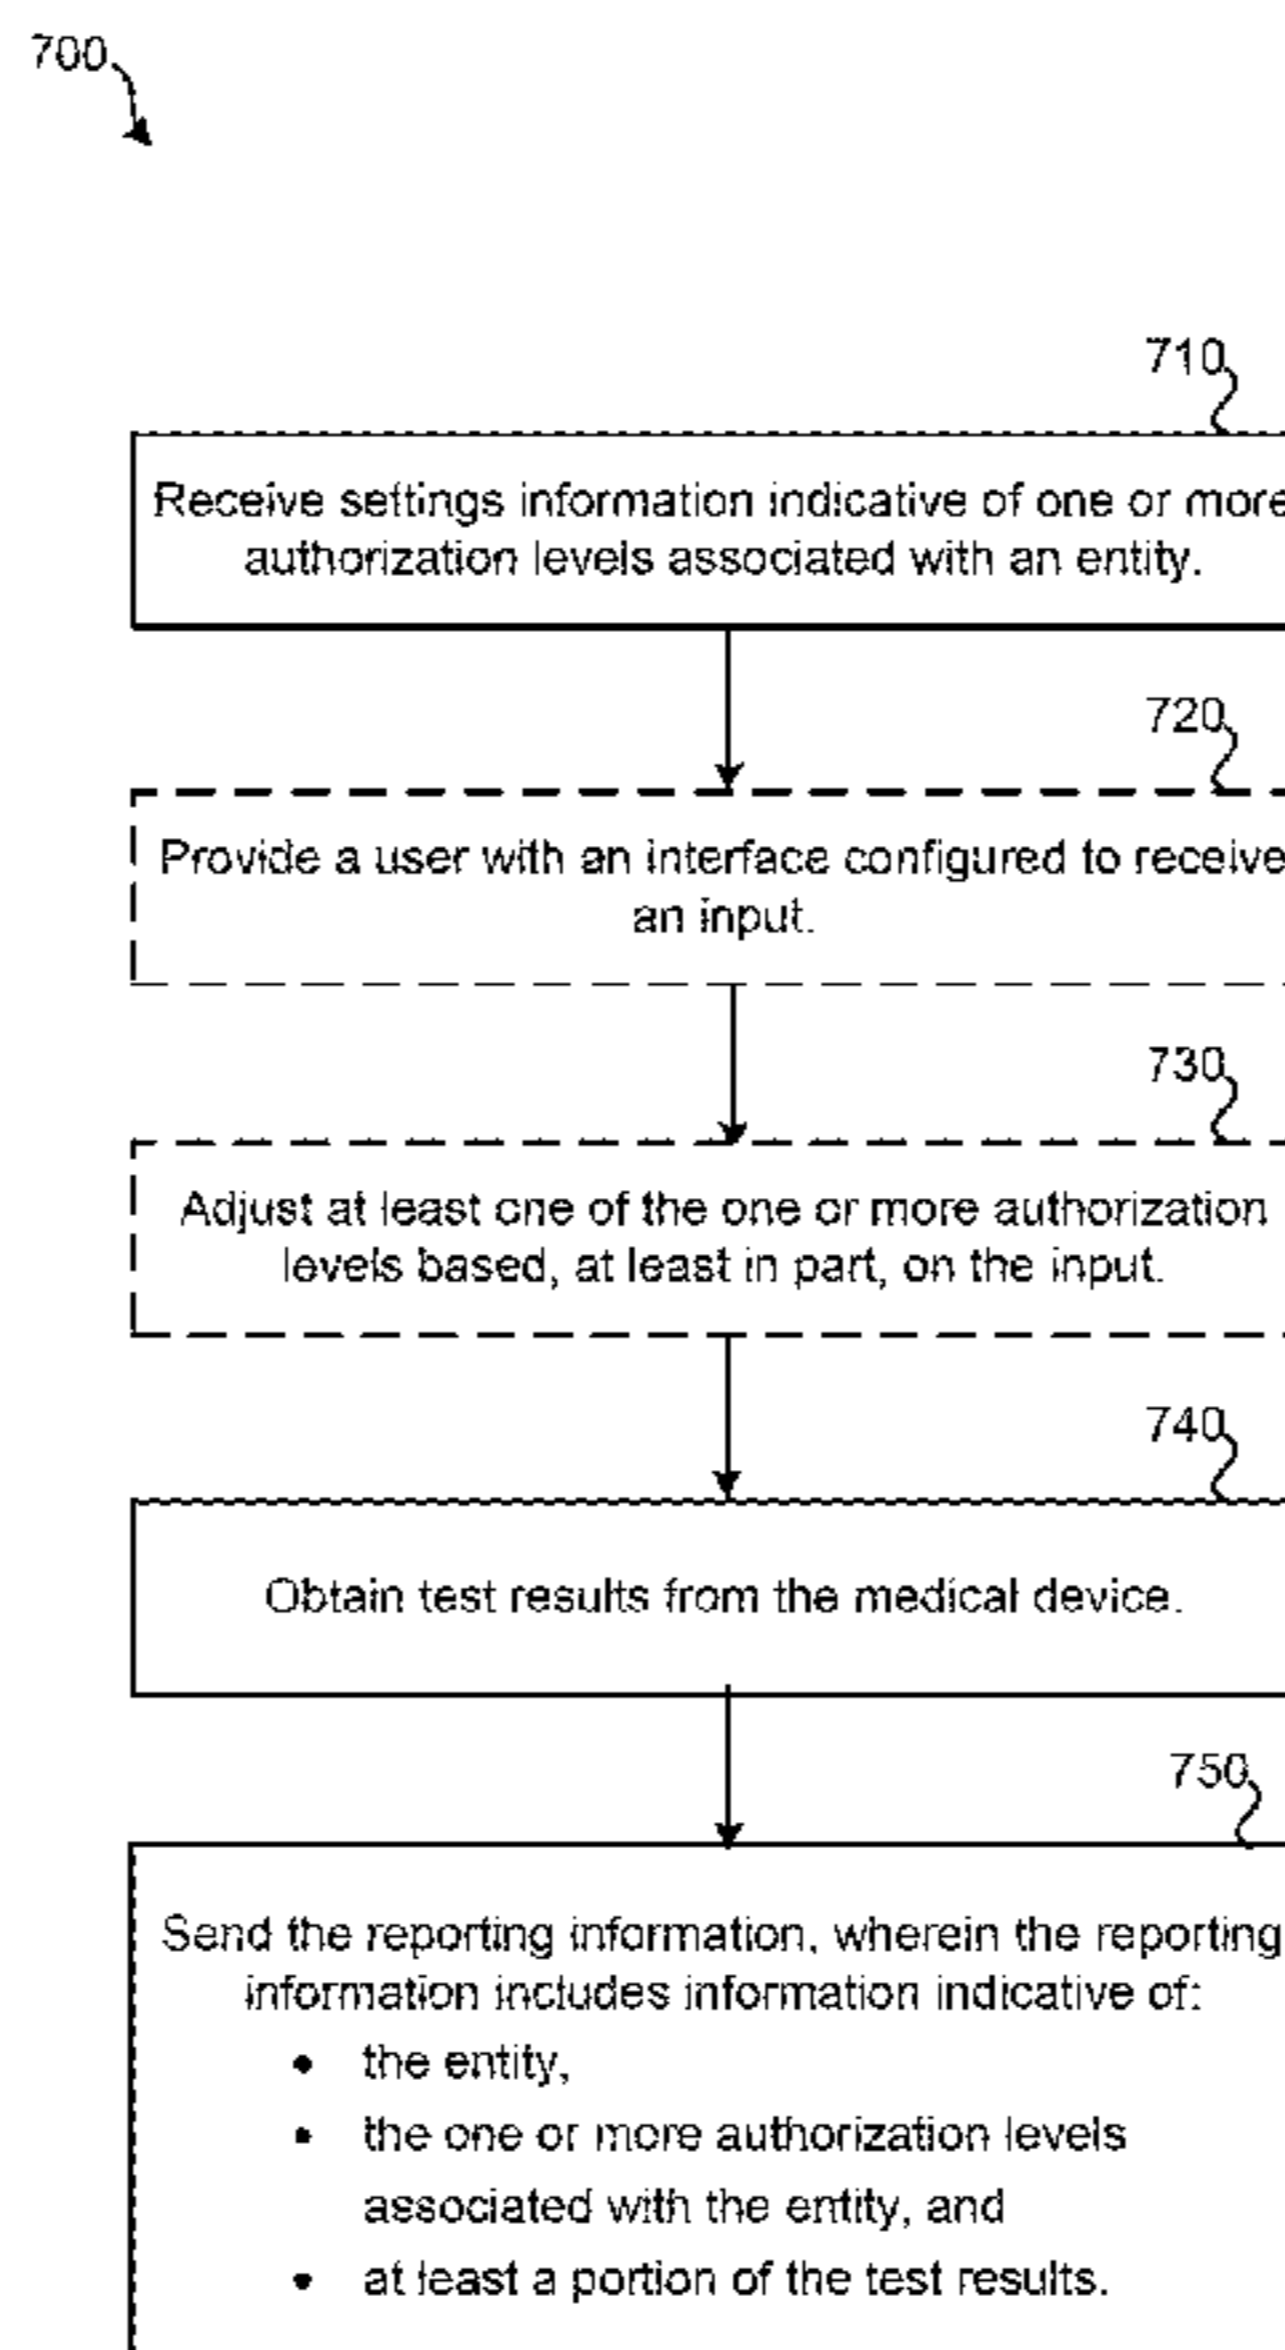 700
710
Receive settings information indicative of one or more
authorization levels associated with an entity.
720
Provide a user with an interface configured to receive
an input.
730
Adjust at least one of the one or more authorization
levels based, at least in part, on the input.
740
Obtain test results from the medical device.
750
Send the reporting information, wherein the reporting
information includes information indicative of:
• the entity,
• the one or more authorization levels
associated with the entity, and
• at least a portion of the test results.